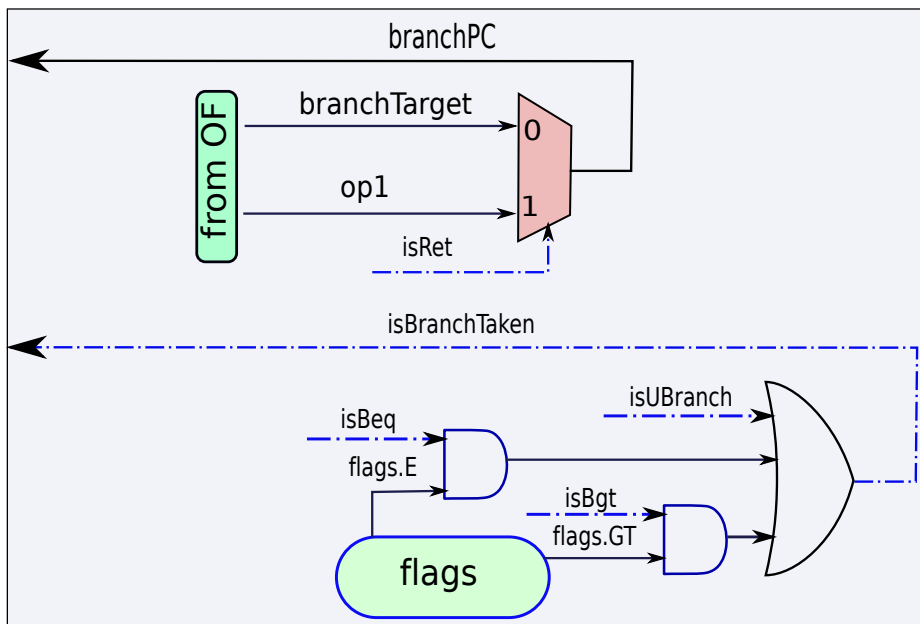 branchPC
branchTarget
0
from OF
op1
1
isRet
isBranchTaken
isUBranch
isBeq
flags.E
isBgt
flags.GT
flags